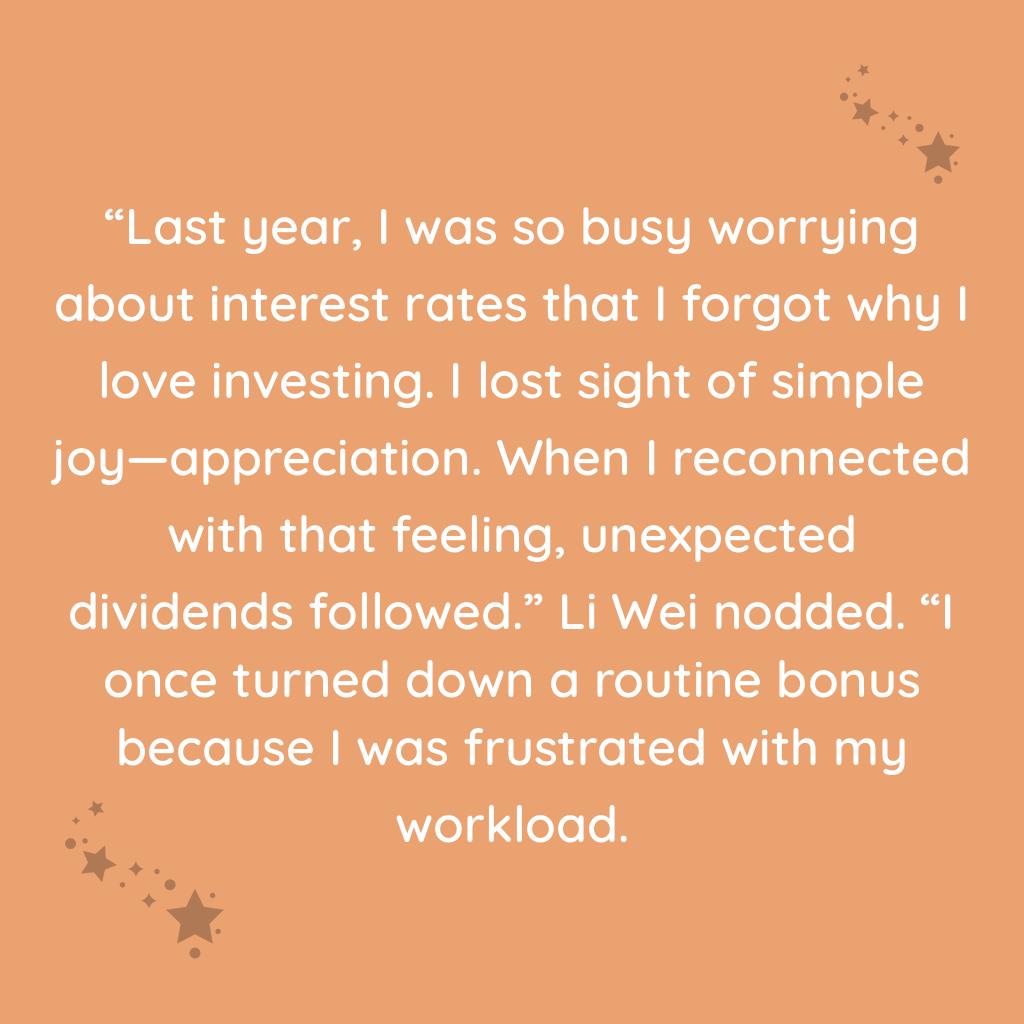 “Last year, I was so busy worrying
about interest rates that I forgot why I
love investing. I lost sight of simple
joy—appreciation. When I reconnected
with that feeling, unexpected
dividends followed.” Li Wei nodded. “I
once turned down a routine bonus
because I was frustrated with my
workload.